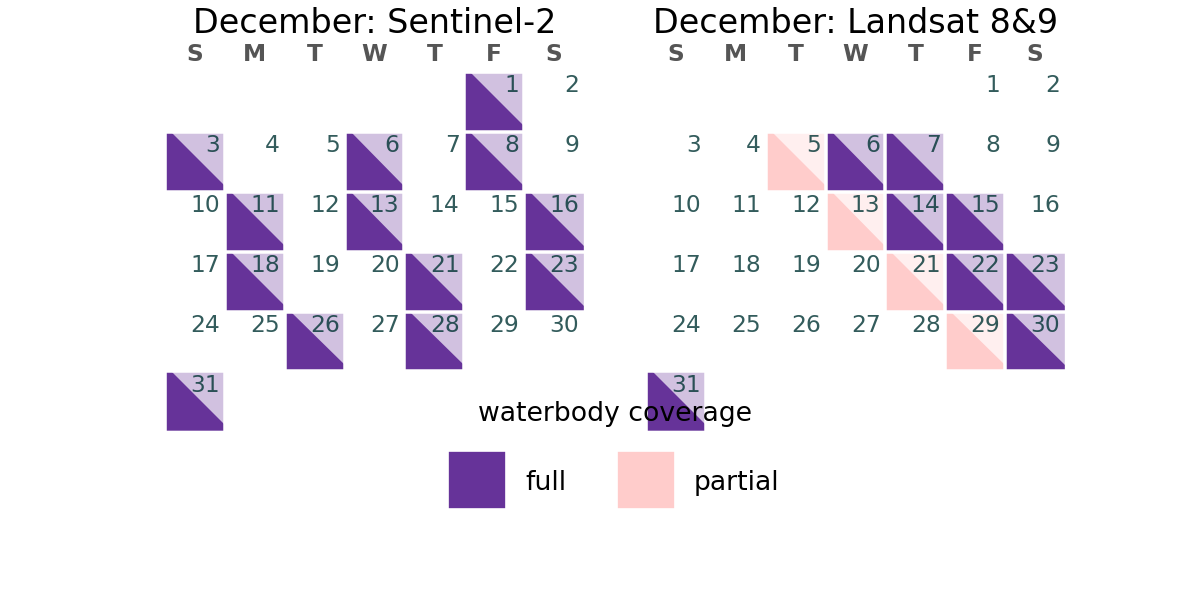 December: Sentinel-2
S M T W T F S
1 2
3 4 5 6 7 8 9
10 11 12 13 14 15 16
17 18 19 20 21 22 23
24 25 26 27 28 29 30
31
December: Landsat 8&9
S M T W T F S
1 2
3 4 5 6 7 8 9
10 11 12 13 14 15 16
17 18 19 20 21 22 23
24 25 26 27 28 29 30
31
waterbody coverage
full partial